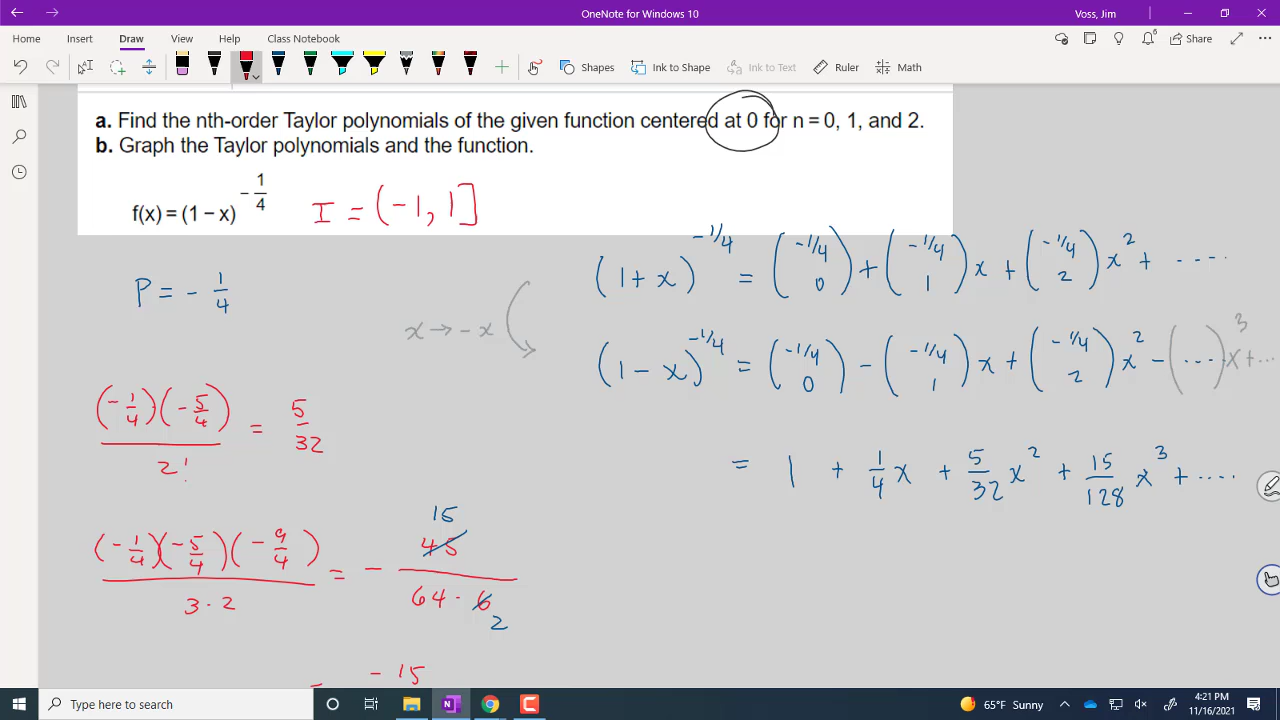 OneNote for Windows 10
Voss, Jim
Home Insert Draw View Help Class Notebook
6 Share
Shapes Ink to Shape Ink to Text Ruler Math
a. Find the nth-order Taylor polynomials of the given function centered at 0 for n = 0, 1, and 2.
b. Graph the Taylor polynomials and the function.
f(x) = (1 − x)^(−1/4) I = (-1, 1]
P = - 1/4
(1 + x)^(-1/4) = (-1/4 0) + (-1/4 1) x + (-1/4 2) x^2 + ....
x → - x
(1 - x)^(-1/4) = (-1/4 0) - (-1/4 1) x + (-1/4 2) x^2 - (...) x^3 + ...
(-1/4)(-5/4) / 2! = 5/32
= 1 + 1/4 x + 5/32 x^2 + 15/128 x^3 + ....
15
(-1/4)(-5/4)(-9/4) / 3 · 2 = - 45 / 64 · 6
2
= - 15
Type here to search
65°F Sunny
4:21 PM
11/16/2021